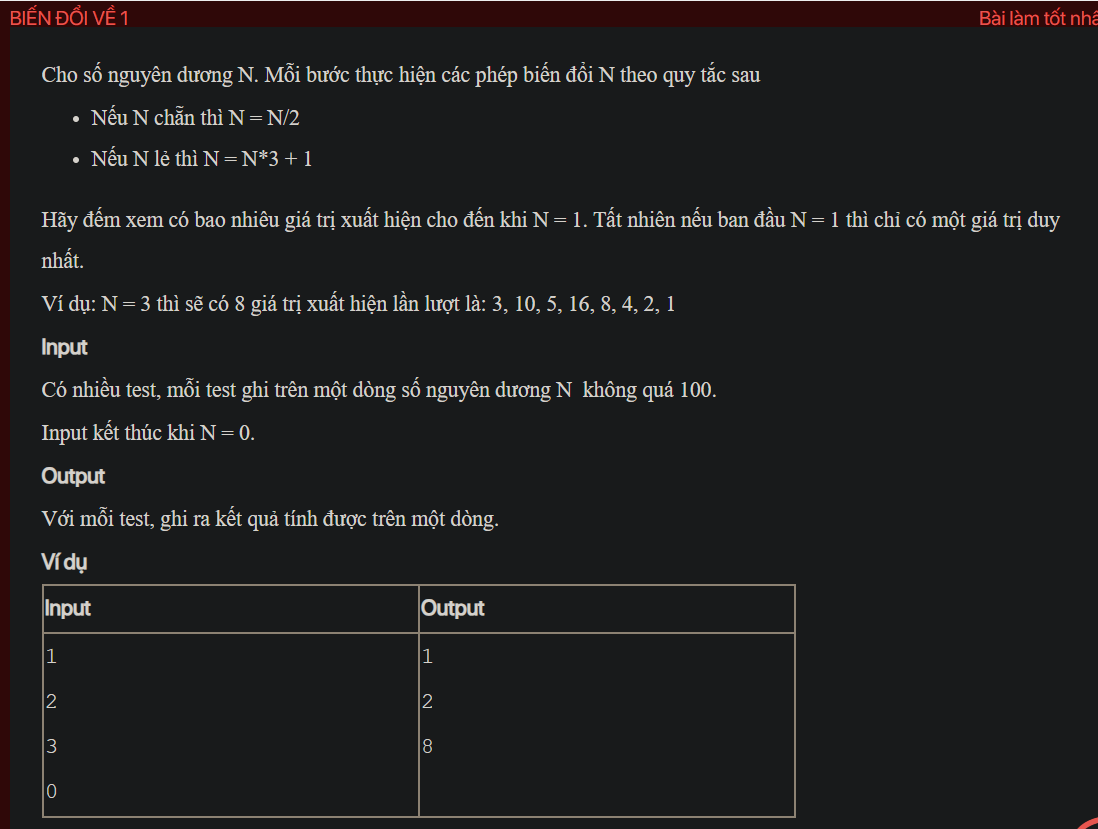 BIẾN ĐỔI VỀ 1
Bài làm tốt
Cho số nguyên dương N. Mỗi bước thực hiện các phép biến đổi N theo quy tắc sau
• Nếu N chẵn thì N = N/2
• Nếu N lẻ thì N = N*3 + 1
Hãy đếm xem có bao nhiêu giá trị xuất hiện cho đến khi N = 1. Tất nhiên nếu ban đầu N = 1 thì chỉ có một giá trị duy
nhất.
Ví dụ: N = 3 thì sẽ có 8 giá trị xuất hiện lần lượt là: 3, 10, 5, 16, 8, 4, 2, 1
Input
Có nhiều test, mỗi test ghi trên một dòng số nguyên dương N không quá 100.
Input kết thúc khi N = 0.
Output
Với mỗi test, ghi ra kết quả tính được trên một dòng.
Ví dụ
Input Output
1 1
2 2
3 8
0